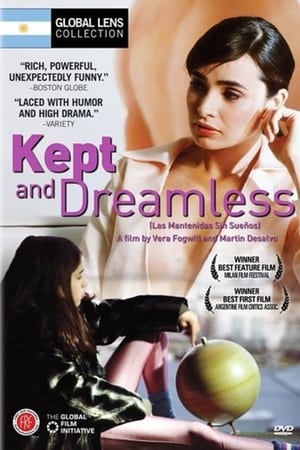 GLOBAL LENS
COLLECTION
"RICH, POWERFUL,
UNEXPECTEDLY FUNNY."
–BOSTON GLOBE
"LACED WITH HUMOR
AND HIGH DRAMA."
–VARIETY
Kept
and Dreamless
(Las Mantenidas Sin Sueños)
A film by Vera Fogwill and Martin Desalvo
WINNER
BEST FEATURE FILM
MILAN FILM FESTIVAL
WINNER
BEST FIRST FILM
ARGENTINE FILM CRITICS ASSOC.
FRF
THE GLOBAL
FILM
INITIATIVE
DVD